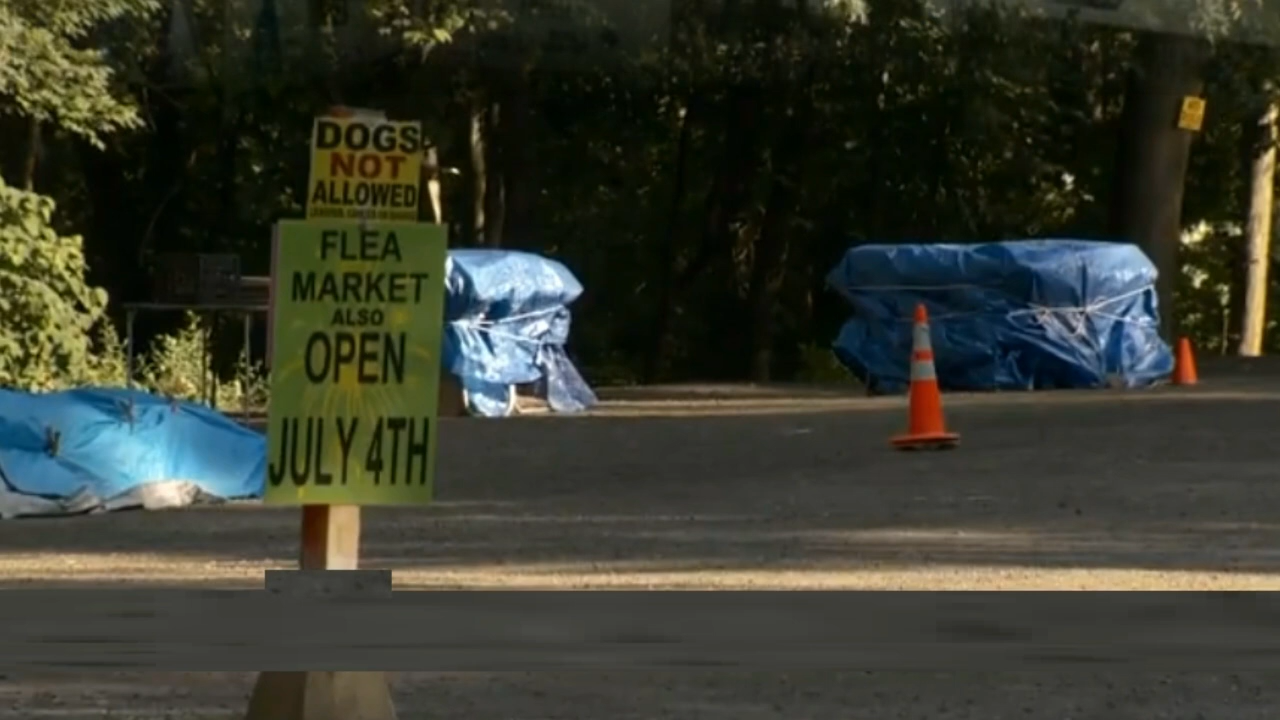 DOGS
NOT
ALLOWED
FLEA
MARKET
ALSO
OPEN
JULY 4TH